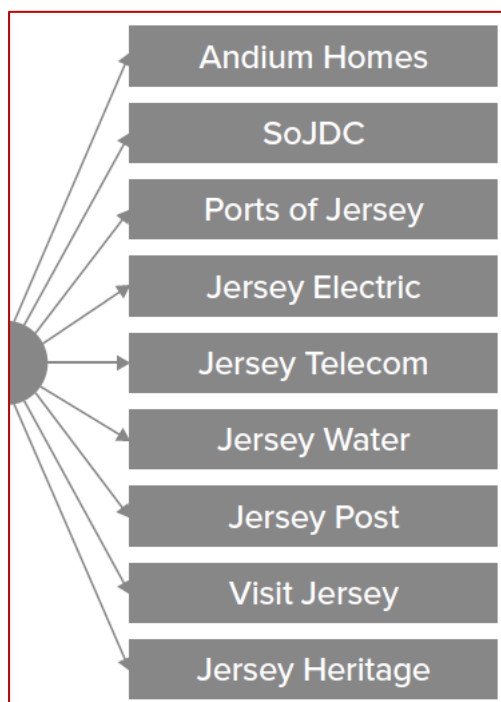 Andium Homes
SoJDC
Ports of Jersey
Jersey Electric
Jersey Telecom
Jersey Water
Jersey Post
Visit Jersey
Jersey Heritage